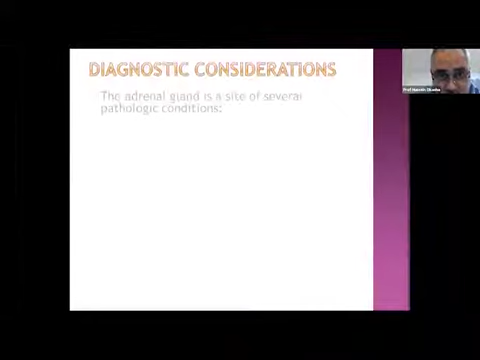 DIAGNOSTIC CONSIDERATIONS
The adrenal gland is a site of several
pathologic conditions: